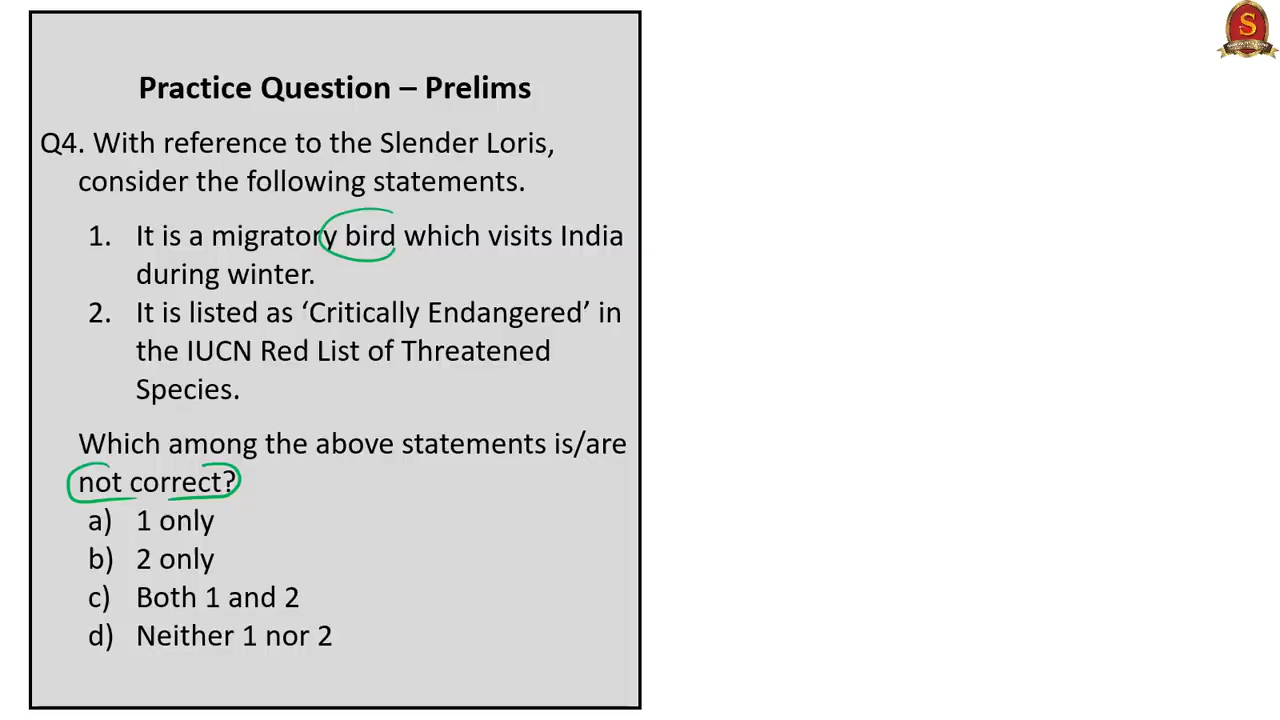 Practice Question – Prelims
Q4. With reference to the Slender Loris,
consider the following statements.
1. It is a migratory bird which visits India
during winter.
2. It is listed as ‘Critically Endangered’ in
the IUCN Red List of Threatened
Species.
Which among the above statements is/are
not correct?
a) 1 only
b) 2 only
c) Both 1 and 2
d) Neither 1 nor 2
S